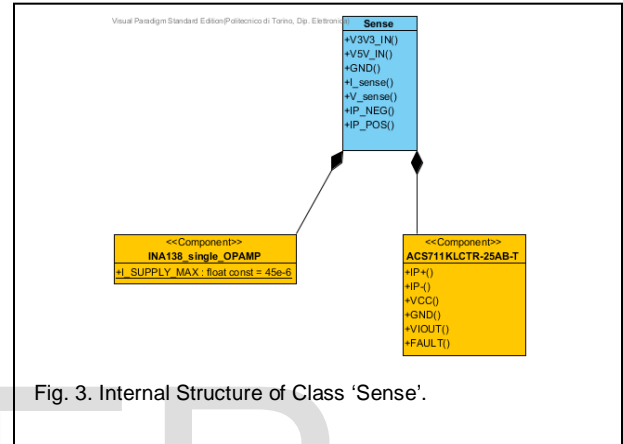 Visual Paradigm Standard Edition(Politecnico di Torino, Dip. Elettronica)
Sense
+V3V3_IN()
+V5V_IN()
+GND()
+I_sense()
+V_sense()
+IP_NEG()
+IP_POS()
<<Component>>
INA138_single_OPAMP
+I_SUPPLY_MAX : float const = 45e-6
<<Component>>
ACS711KLCTR-25AB-T
+IP+()
+IP-()
+VCC()
+GND()
+VIOUT()
+FAULT()
Fig. 3. Internal Structure of Class ‘Sense’.